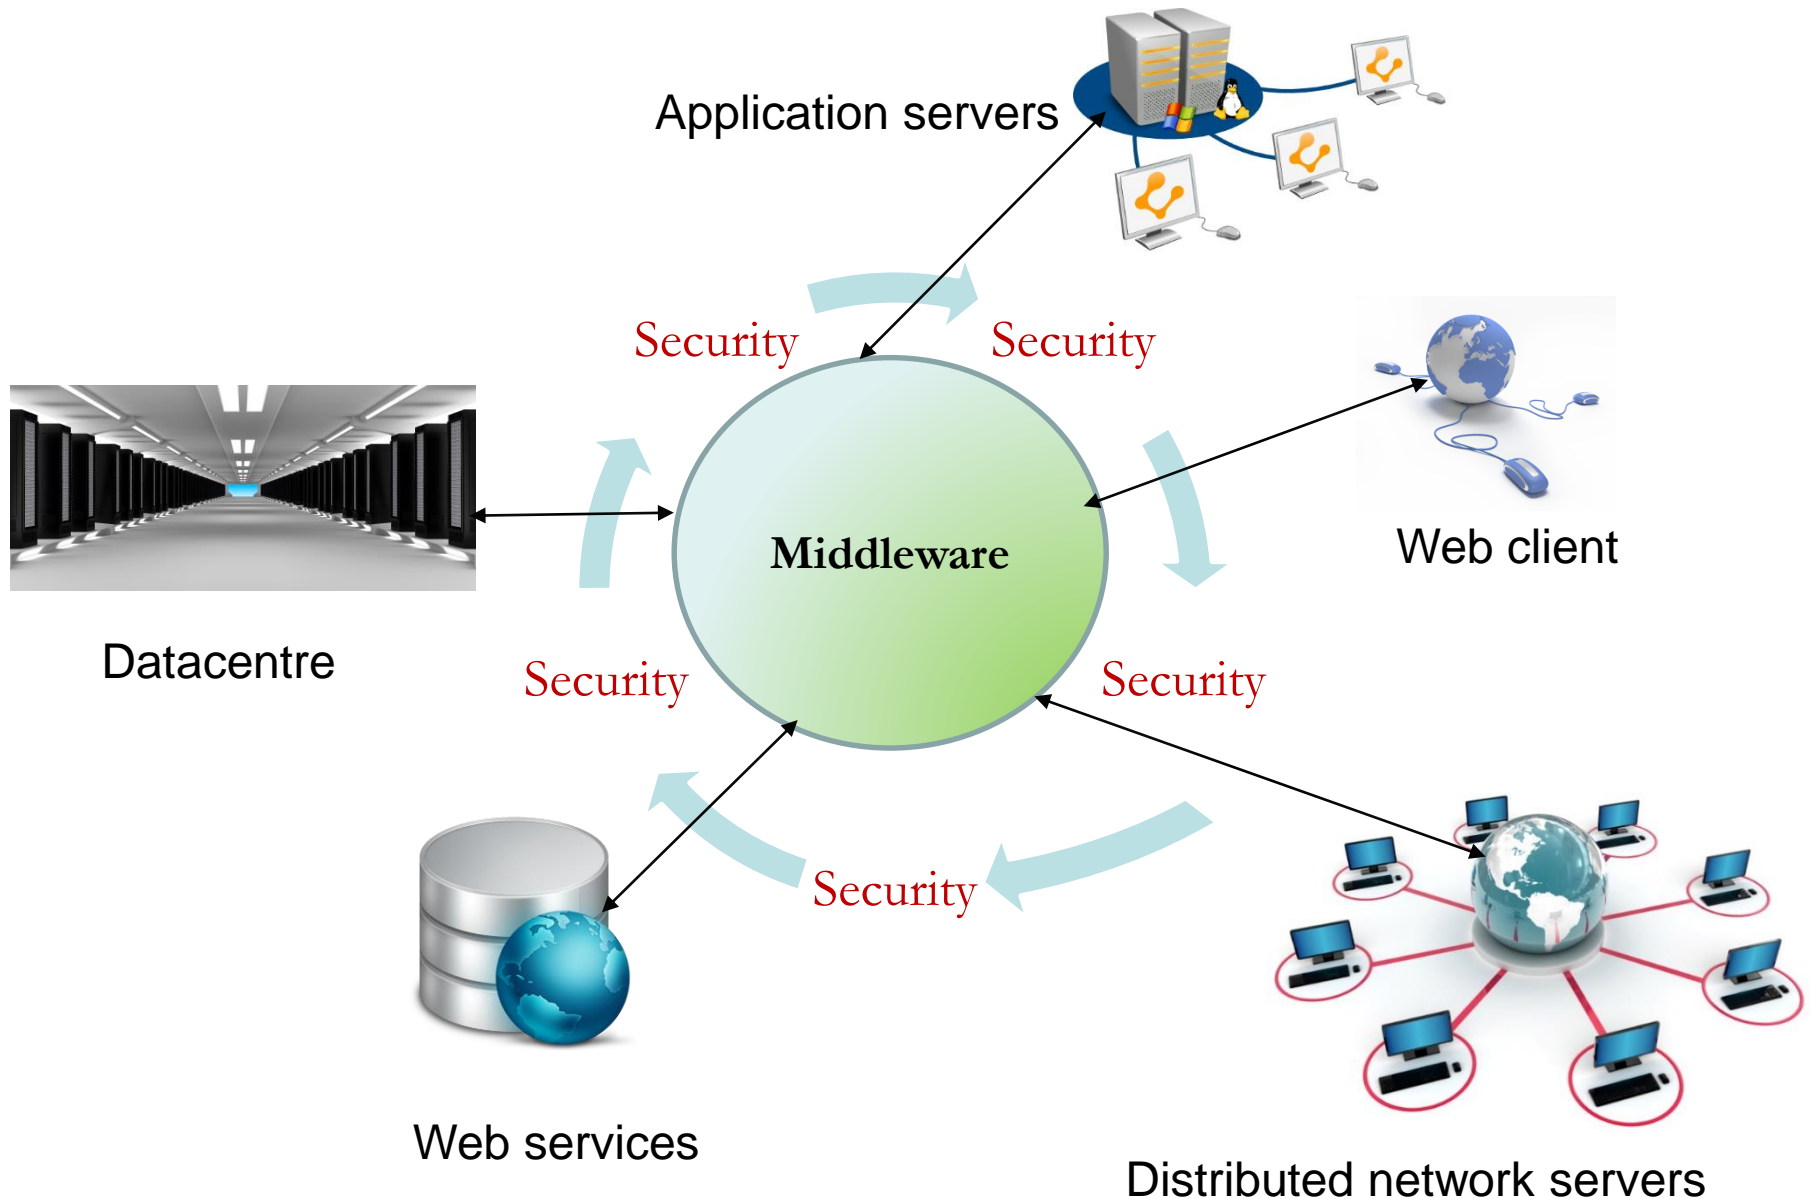 Application servers
Security
Security
Middleware
Web client
Datacentre
Security
Security
Security
Web services
Distributed network servers